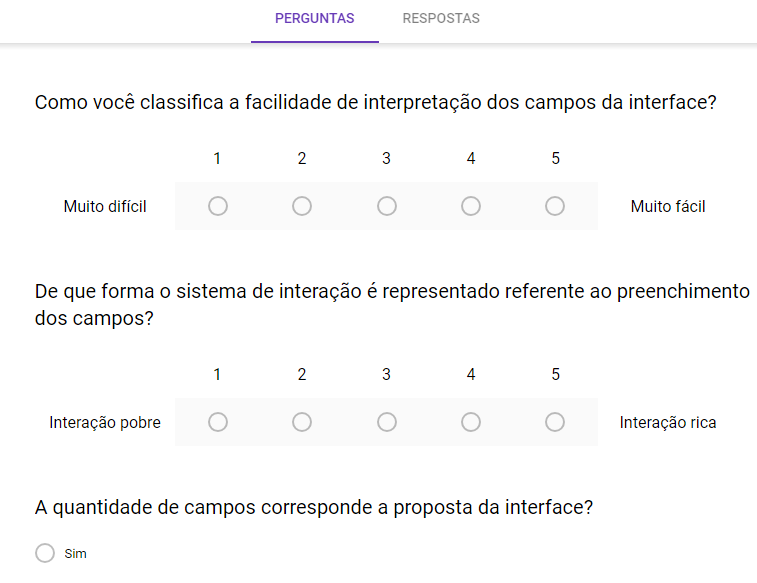 PERGUNTAS RESPOSTAS
Como você classifica a facilidade de interpretação dos campos da interface?
1 2 3 4 5
Muito difícil Muito fácil
De que forma o sistema de interação é representado referente ao preenchimento
dos campos?
1 2 3 4 5
Interação pobre Interação rica
A quantidade de campos corresponde a proposta da interface?
Sim